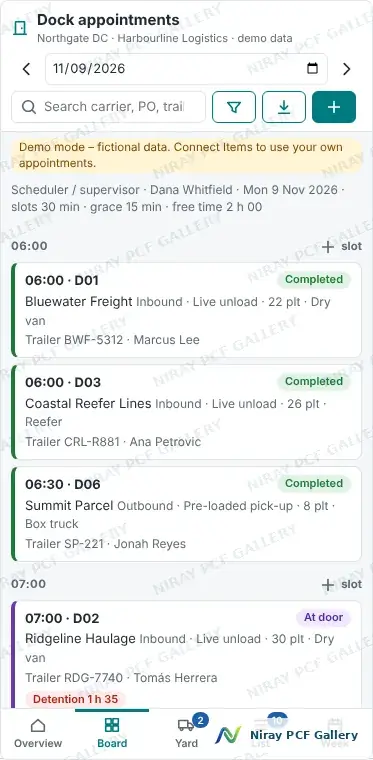 Dock appointments
Northgate DC · Harbourline Logistics · demo data
11/09/2026
Search carrier, PO, trail
Demo mode – fictional data. Connect Items to use your own
appointments.
Scheduler / supervisor · Dana Whitfield · Mon 9 Nov 2026 ·
slots 30 min · grace 15 min · free time 2 h 00
06:00
+ slot
06:00 · D01
Completed
Bluewater Freight Inbound · Live unload · 22 plt · Dry
van
Trailer BWF-5312 · Marcus Lee
06:00 · D03
Completed
Coastal Reefer Lines Inbound · Live unload · 26 plt ·
Reefer
Trailer CRL-R881 · Ana Petrovic
06:30 · D06
Completed
Summit Parcel Outbound · Pre-loaded pick-up · 8 plt ·
Box truck
Trailer SP-221 · Jonah Reyes
07:00
+ slot
07:00 · D02
At door
Ridgeline Haulage Inbound · Live unload · 30 plt · Dry
van
Trailer RDG-7740 · Tomás Herrera
Detention 1 h 35
2
Overview
Board
Yard
List
Week
Niray PCF Gallery
NIRAY PCF GALLERY